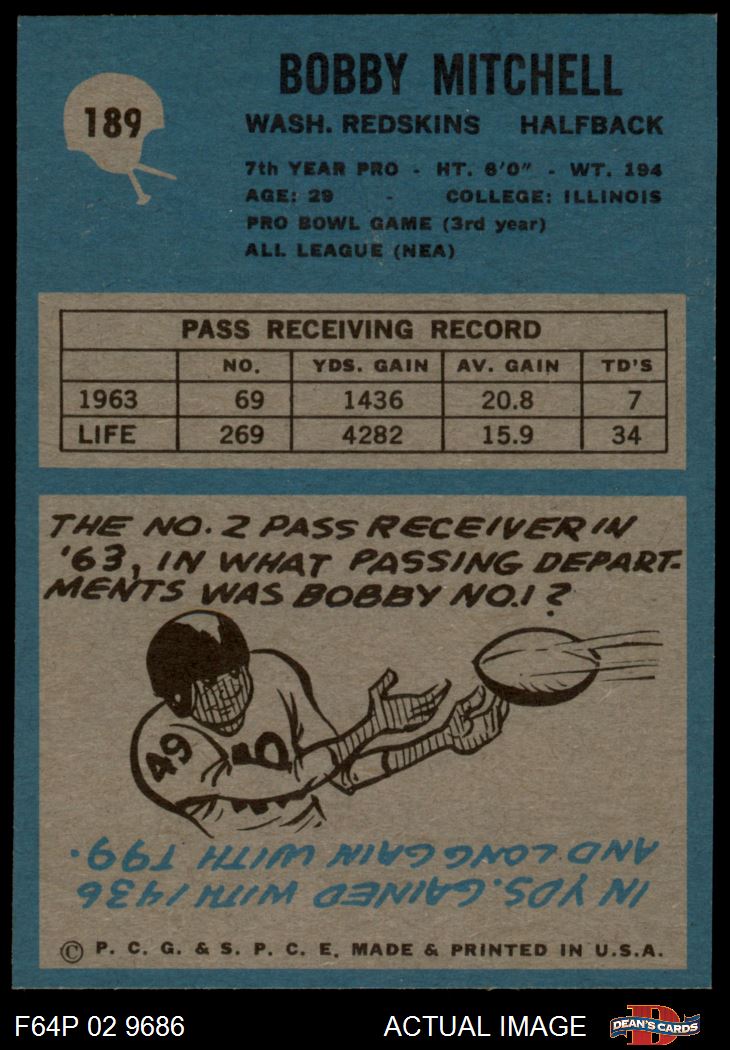 189
BOBBY MITCHELL
WASH. REDSKINS HALFBACK
7th YEAR PRO - HT. 6'0" - WT. 194
AGE: 29 - COLLEGE: ILLINOIS
PRO BOWL GAME (3rd year)
ALL LEAGUE (NEA)
PASS RECEIVING RECORD
NO. YDS. GAIN AV. GAIN TD'S
1963 69 1436 20.8 7
LIFE 269 4282 15.9 34
THE NO. 2 PASS RECEIVER IN
'63, IN WHAT PASSING DEPART-
MENTS WAS BOBBY NO.1?
49
IN YDS. GAINED WITH 1436
AND LONG GAIN WITH T99.
© P. C. G. & S. P. C. E. MADE & PRINTED IN U.S.A.
F64P 02 9686 ACTUAL IMAGE DEAN'S CARDS